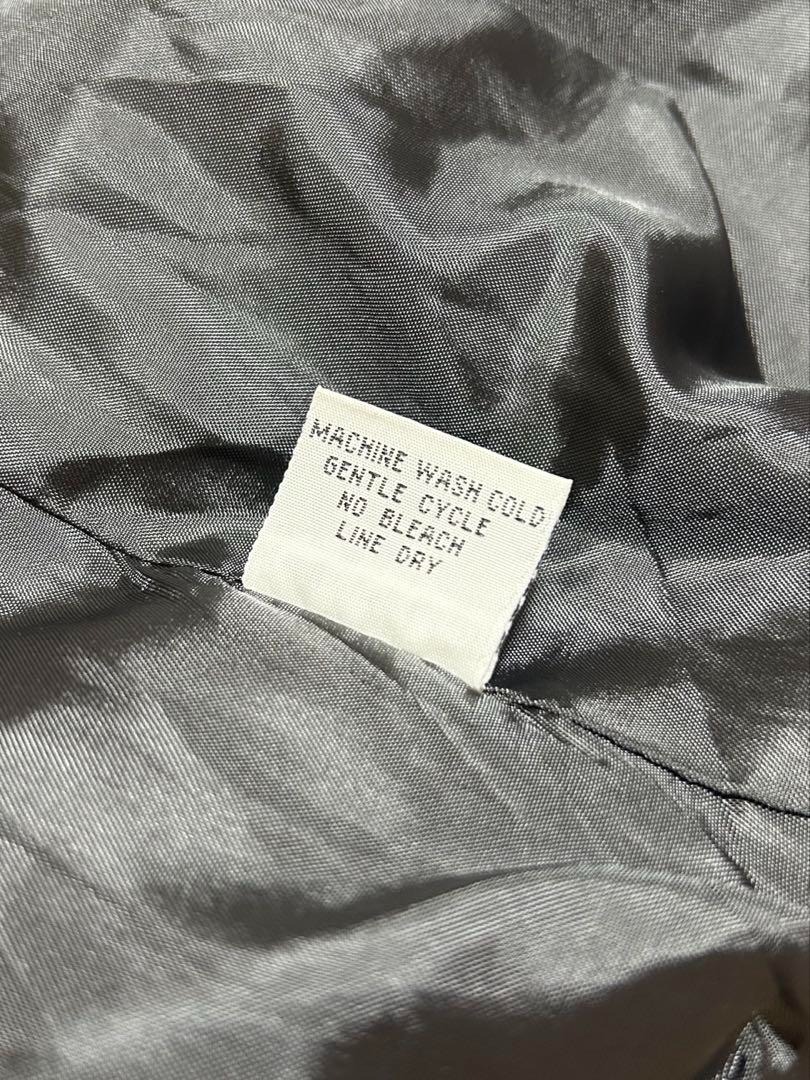 MACHINE WASH COLD
GENTLE CYCLE
NO BLEACH
LINE DRY